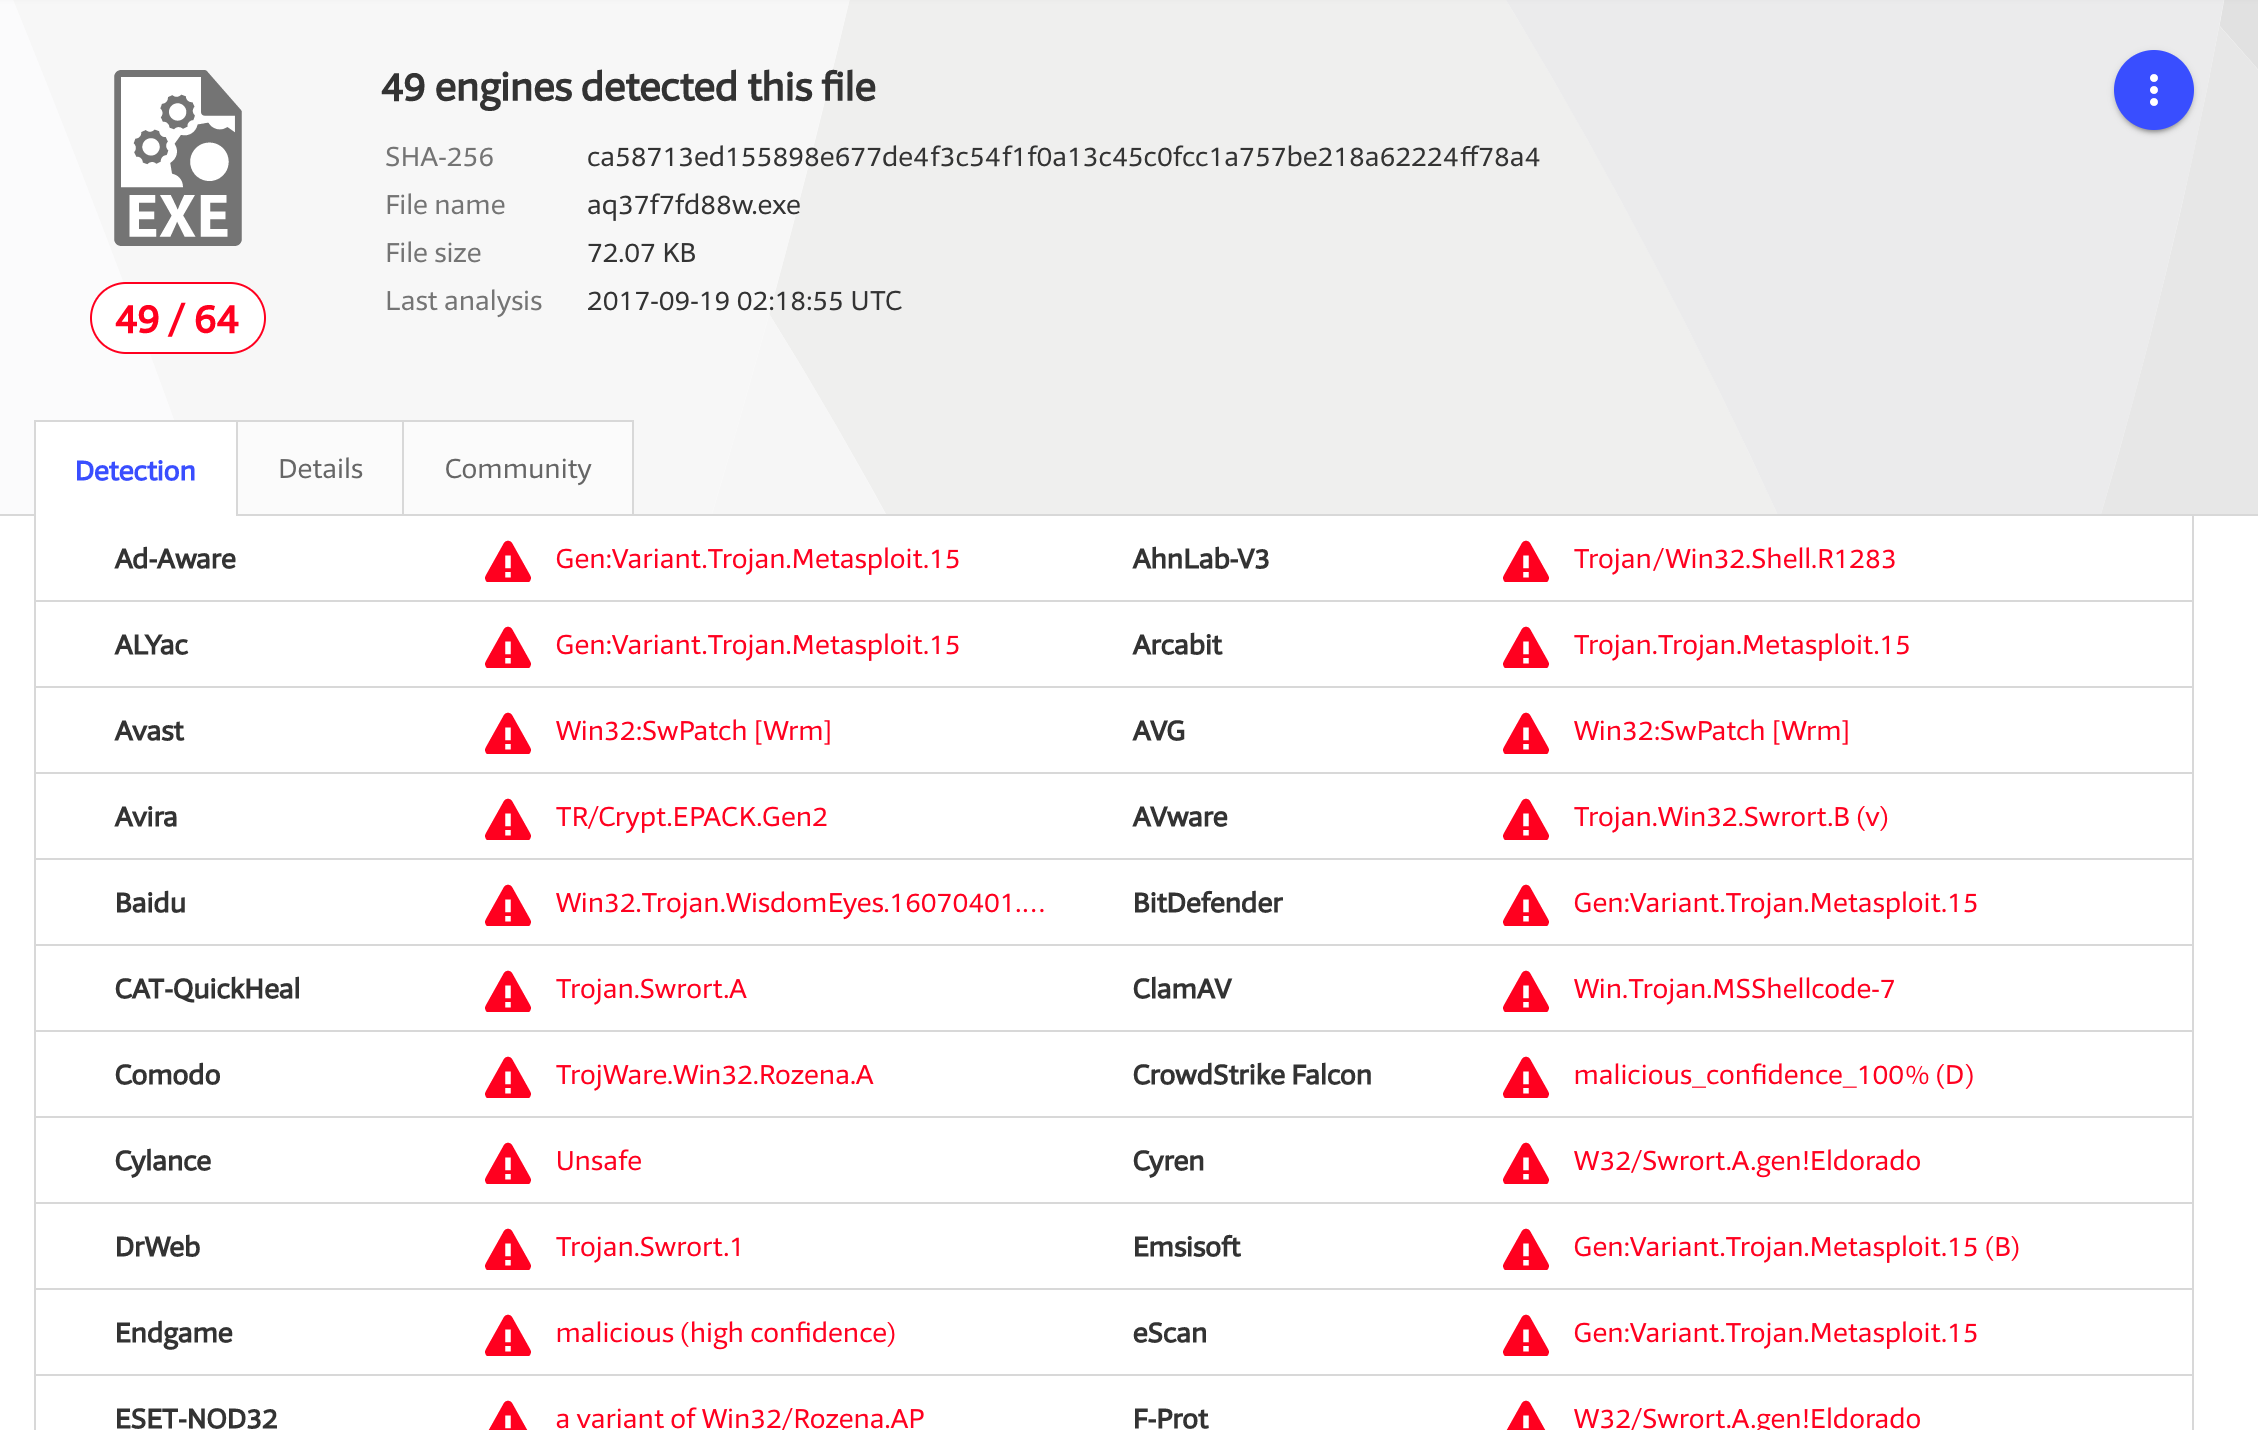 49 engines detected this file
SHA-256 ca58713ed155898e677de4f3c54f1f0a13c45c0fcc1a757be218a62224ff78a4
File name aq37f7fd88w.exe
File size 72.07 KB
Last analysis 2017-09-19 02:18:55 UTC
EXE
49 / 64
Detection Details Community
Ad-Aware Gen:Variant.Trojan.Metasploit.15 AhnLab-V3 Trojan/Win32.Shell.R1283
ALYac Gen:Variant.Trojan.Metasploit.15 Arcabit Trojan.Trojan.Metasploit.15
Avast Win32:SwPatch [Wrm] AVG Win32:SwPatch [Wrm]
Avira TR/Crypt.EPACK.Gen2 AVware Trojan.Win32.Swrort.B (v)
Baidu Win32.Trojan.WisdomEyes.16070401.... BitDefender Gen:Variant.Trojan.Metasploit.15
CAT-QuickHeal Trojan.Swrort.A ClamAV Win.Trojan.MSShellcode-7
Comodo TrojWare.Win32.Rozena.A CrowdStrike Falcon malicious_confidence_100% (D)
Cylance Unsafe Cyren W32/Swrort.A.gen!Eldorado
DrWeb Trojan.Swrort.1 Emsisoft Gen:Variant.Trojan.Metasploit.15 (B)
Endgame malicious (high confidence) eScan Gen:Variant.Trojan.Metasploit.15
ESET-NOD32 a variant of Win32/Rozena.AP F-Prot W32/Swrort.A.gen!Eldorado